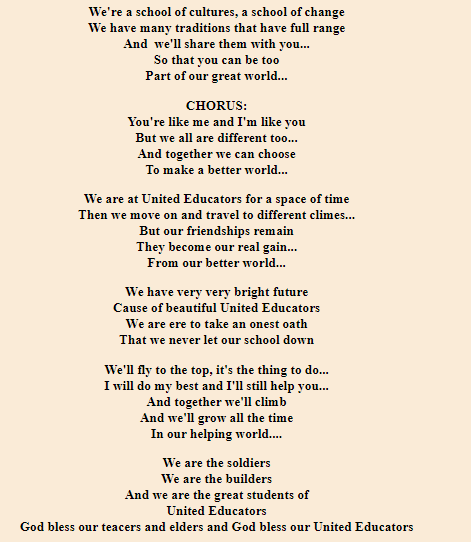 We're a school of cultures, a school of change
We have many traditions that have full range
And we'll share them with you...
So that you can be too
Part of our great world...
CHORUS:
You're like me and I'm like you
But we all are different too...
And together we can choose
To make a better world...
We are at United Educators for a space of time
Then we move on and travel to different climes...
But our friendships remain
They become our real gain...
From our better world...
We have very very bright future
Cause of beautiful United Educators
We are ere to take an onest oath
That we never let our school down
We'll fly to the top, it's the thing to do...
I will do my best and I'll still help you...
And together we'll climb
And we'll grow all the time
In our helping world....
We are the soldiers
We are the builders
And we are the great students of
United Educators
God bless our teacers and elders and God bless our United Educators